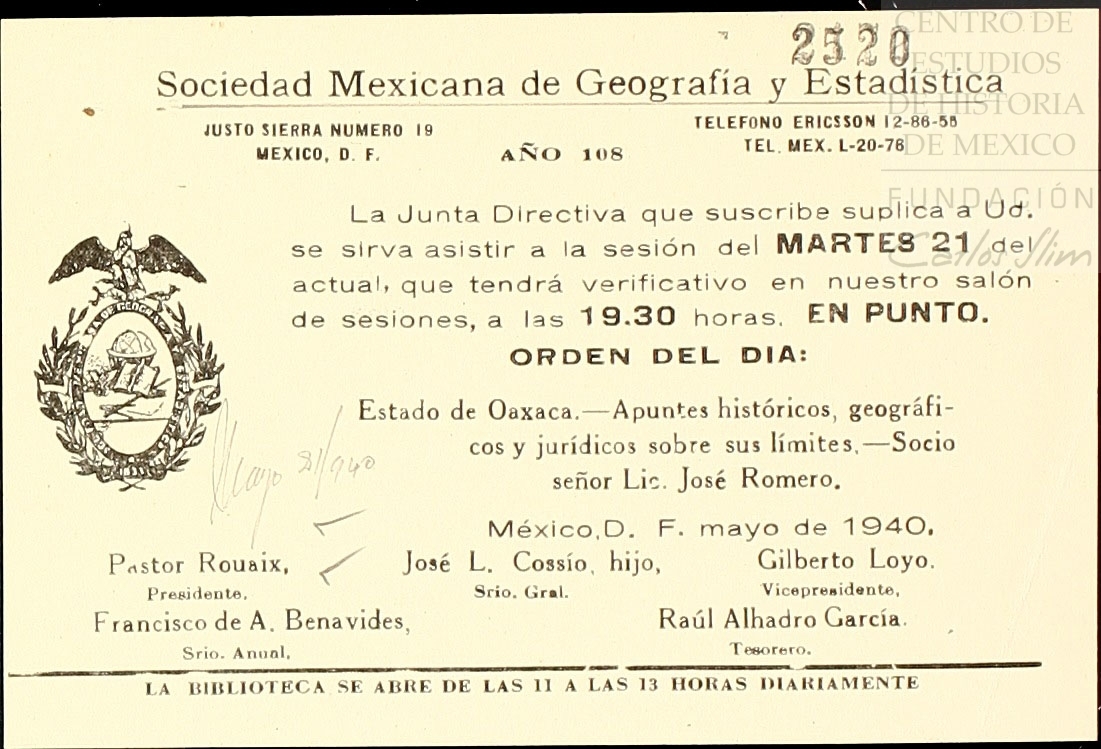 2520
CENTRO DE
ESTUDIOS
DE HISTORIA
DE MEXICO
FUNDACIÓN
Carlos Slim
Sociedad Mexicana de Geografía y Estadística
JUSTO SIERRA NUMERO 19
MEXICO, D. F.
AÑO 108
TELEFONO ERICSSON 12-86-55
TEL. MEX. L-20-76
La Junta Directiva que suscribe suplica a Ud.
se sirva asistir a la sesión del MARTES 21 del
actual, que tendrá verificativo en nuestro salón
de sesiones, a las 19.30 horas. EN PUNTO.
ORDEN DEL DIA:
Estado de Oaxaca.—Apuntes históricos, geográfi-
cos y jurídicos sobre sus límites,—Socio
señor Lic. José Romero.
Mayo 21/940
México,D. F. mayo de 1940.
Pastor Rouaix,
Presidente,
José L. Cossío, hijo,
Srio. Gral.
Gilberto Loyo.
Vicepresidente,
Francisco de A. Benavides,
Srio. Anual,
Raúl Alhadro García.
Tesorero.
LA BIBLIOTECA SE ABRE DE LAS 11 A LAS 13 HORAS DIARIAMENTE